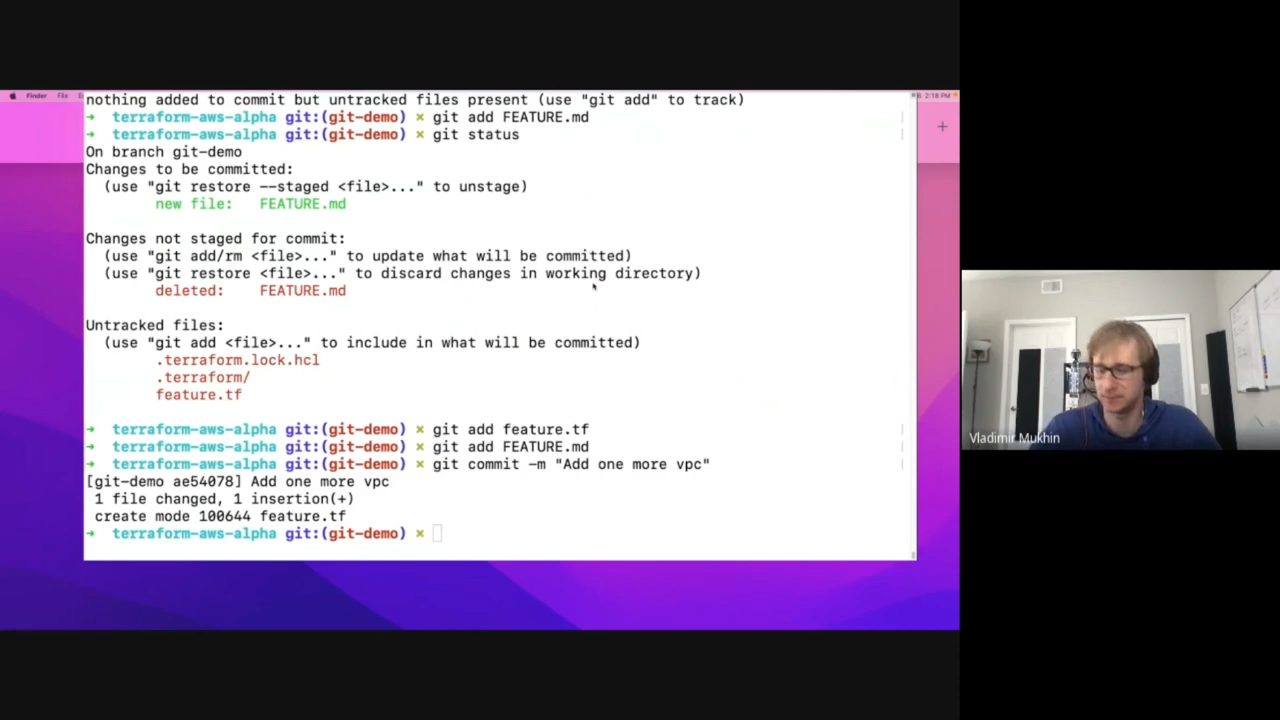 Finder File
2:18 PM
nothing added to commit but untracked files present (use "git add" to track)
➜ terraform-aws-alpha git:(git-demo) × git add FEATURE.md
➜ terraform-aws-alpha git:(git-demo) × git status
On branch git-demo
Changes to be committed:
(use "git restore --staged <file>..." to unstage)
new file: FEATURE.md
Changes not staged for commit:
(use "git add/rm <file>..." to update what will be committed)
(use "git restore <file>..." to discard changes in working directory)
deleted: FEATURE.md
Untracked files:
(use "git add <file>..." to include in what will be committed)
.terraform.lock.hcl
.terraform/
feature.tf
➜ terraform-aws-alpha git:(git-demo) × git add feature.tf
➜ terraform-aws-alpha git:(git-demo) × git add FEATURE.md
➜ terraform-aws-alpha git:(git-demo) × git commit -m "Add one more vpc"
[git-demo ae54078] Add one more vpc
1 file changed, 1 insertion(+)
create mode 100644 feature.tf
➜ terraform-aws-alpha git:(git-demo) ×
Vladimir Mukhin